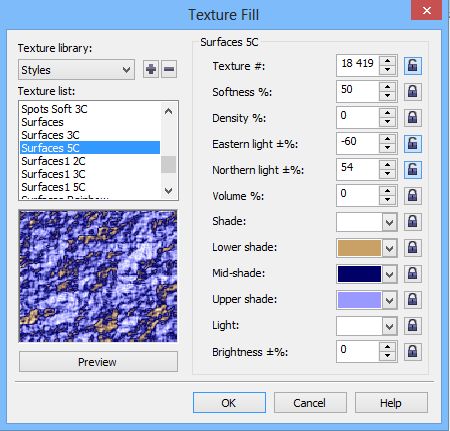 Texture Fill
Texture library:
Styles
Texture list:
Spots Soft 3C
Surfaces
Surfaces 3C
Surfaces 5C
Surfaces1 2C
Surfaces1 3C
Surfaces1 5C
Surfaces Rainbow
Preview
Surfaces 5C
Texture #: 18 419
Softness %: 50
Density %: 0
Eastern light ±%: -60
Northern light ±%: 54
Volume %: 0
Shade:
Lower shade:
Mid-shade:
Upper shade:
Light:
Brightness ±%: 0
OK Cancel Help